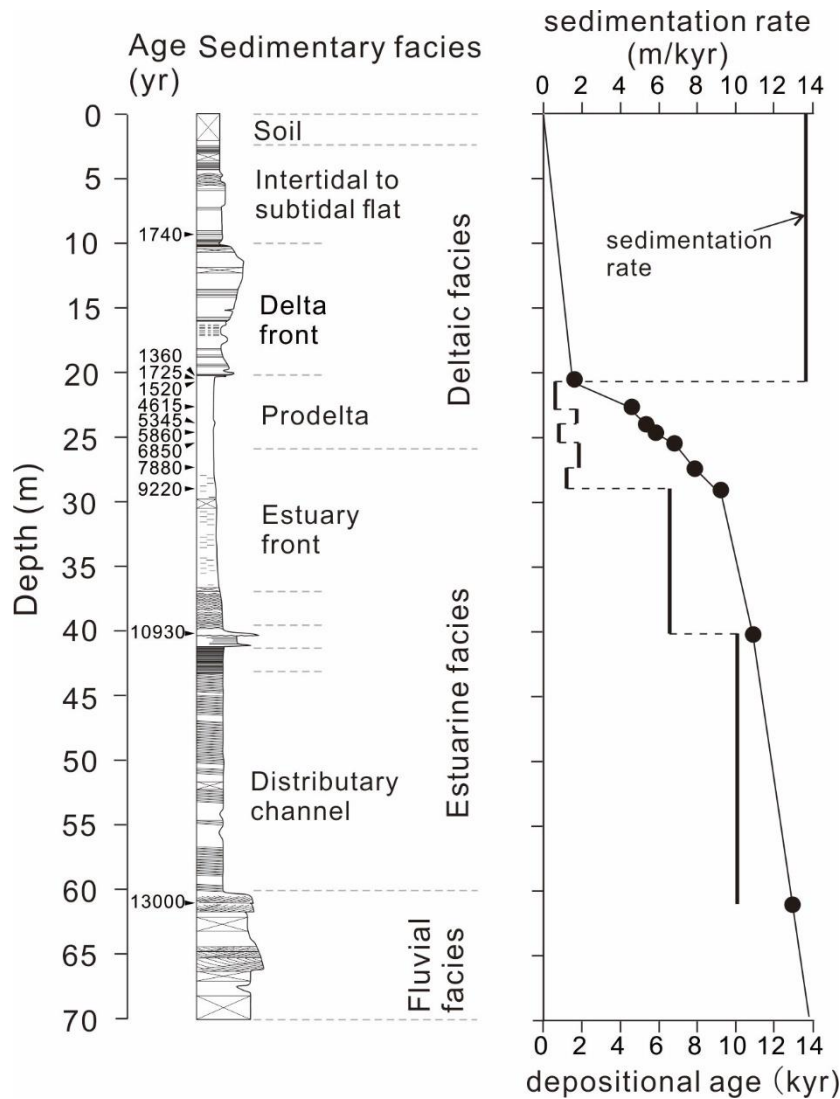 Age
(yr)
Sedimentary facies
sedimentation rate
(m/kyr)
0 2 4 6 8 10 12 14
Depth (m)
0
5
10
15
20
25
30
35
40
45
50
55
60
65
70
1740
1360
1725
1520
4615
5345
5860
6850
7880
9220
10930
13000
Soil
Intertidal to
subtidal flat
Delta
front
Prodelta
Estuary
front
Distributary
channel
Deltaic facies
Estuarine facies
Fluvial
facies
sedimentation
rate
0 2 4 6 8 10 12 14
depositional age (kyr)